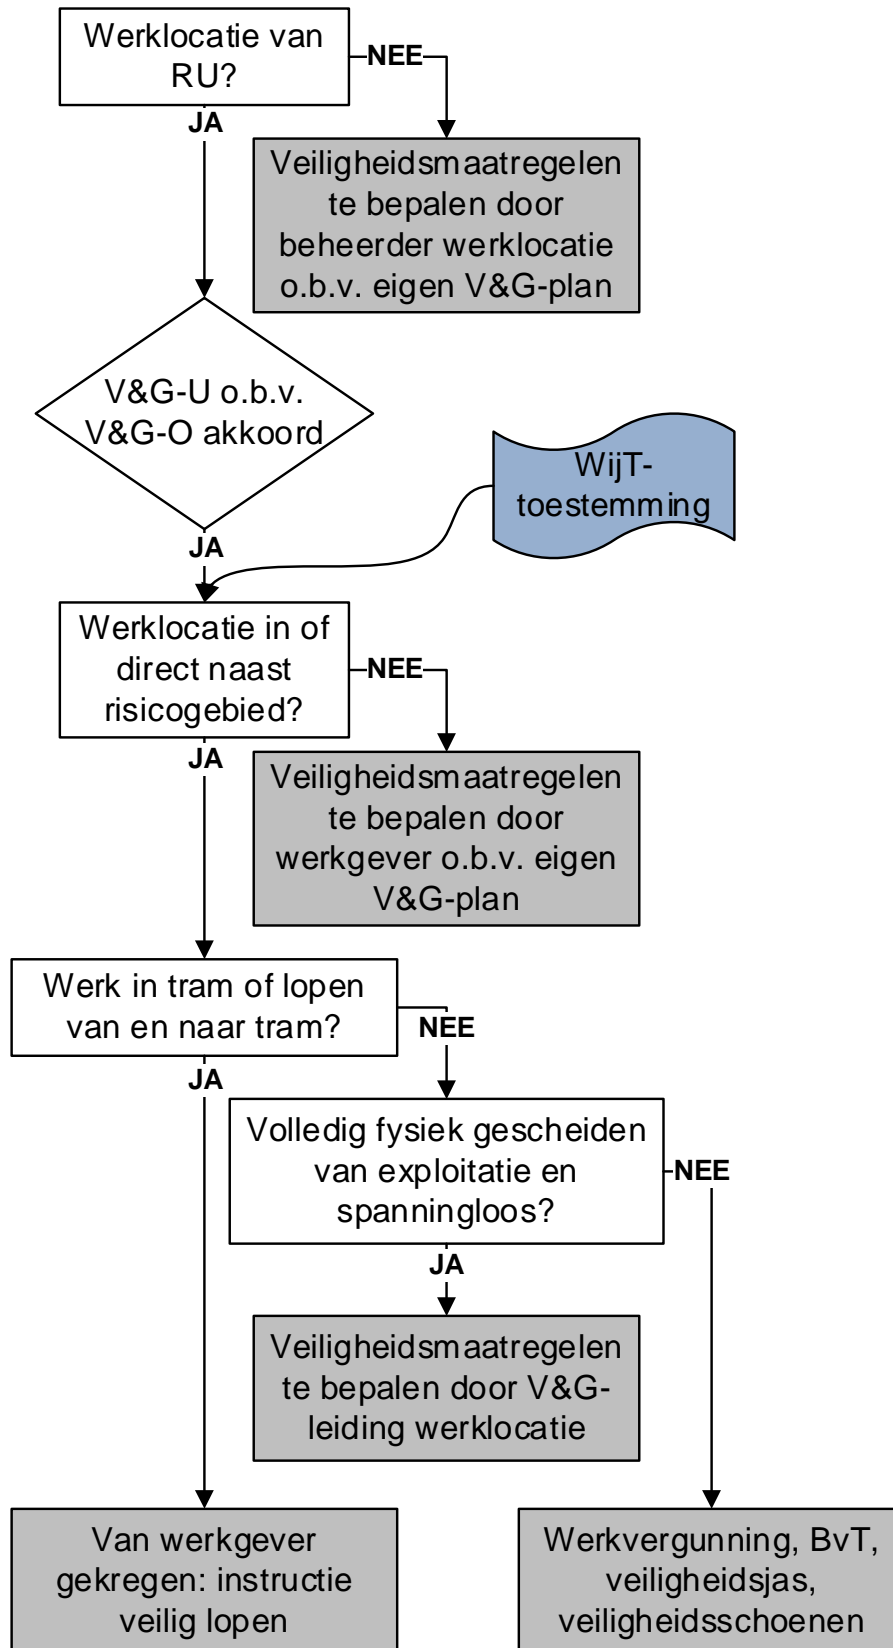 Werklocatie van
RU?
NEE
JA
Veiligheidsmaatregelen
te bepalen door
beheerder werklocatie
o.b.v. eigen V&G-plan
V&G-U o.b.v.
V&G-O akkoord
WijT-
toestemming
JA
Werklocatie in of
direct naast
risicogebied?
NEE
JA
Veiligheidsmaatregelen
te bepalen door
werkgever o.b.v. eigen
V&G-plan
Werk in tram of lopen
van en naar tram?
NEE
JA
Volledig fysiek gescheiden
van exploitatie en
spanningloos?
NEE
JA
Veiligheidsmaatregelen
te bepalen door V&G-
leiding werklocatie
Van werkgever
gekregen: instructie
veilig lopen
Werkvergunning, BvT,
veiligheidsjas,
veiligheidsschoenen